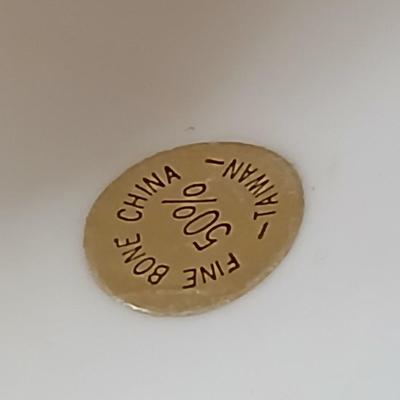 FINE BONE CHINA
50%
-TAIWAN-